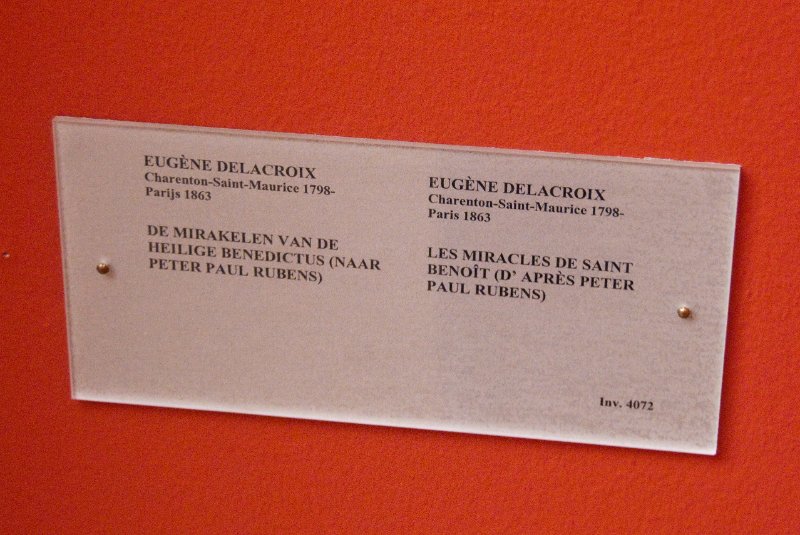 EUGÈNE DELACROIX
Charenton-Saint-Maurice 1798-
Parijs 1863
DE MIRAKELEN VAN DE
HEILIGE BENEDICTUS (NAAR
PETER PAUL RUBENS)
EUGÈNE DELACROIX
Charenton-Saint-Maurice 1798-
Paris 1863
LES MIRACLES DE SAINT
BENOÎT (D' APRÈS PETER
PAUL RUBENS)
Inv. 4072